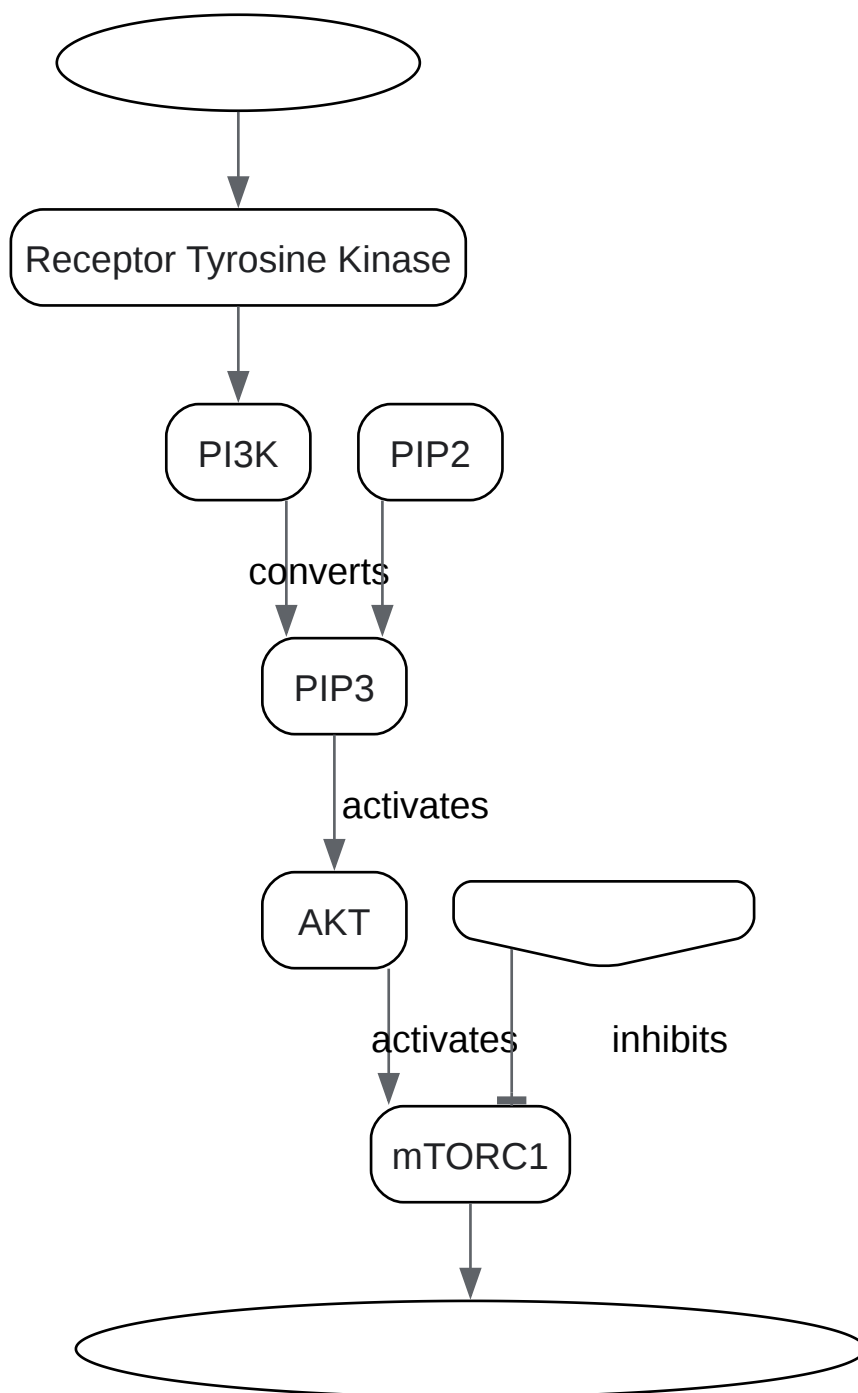 Receptor Tyrosine Kinase
PI3K
PIP2
converts
PIP3
activates
AKT
activates
inhibits
mTORC1